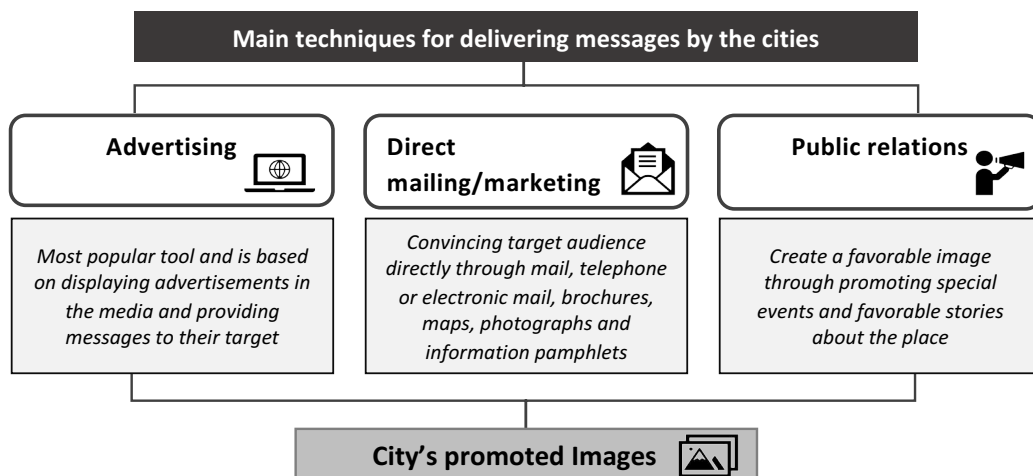 Main techniques for delivering messages by the cities
Advertising
Direct
mailing/marketing
Public relations
Most popular tool and is based
on displaying advertisements in
the media and providing
messages to their target
Convincing target audience
directly through mail, telephone
or electronic mail, brochures,
maps, photographs and
information pamphlets
Create a favorable image
through promoting special
events and favorable stories
about the place
City’s promoted Images